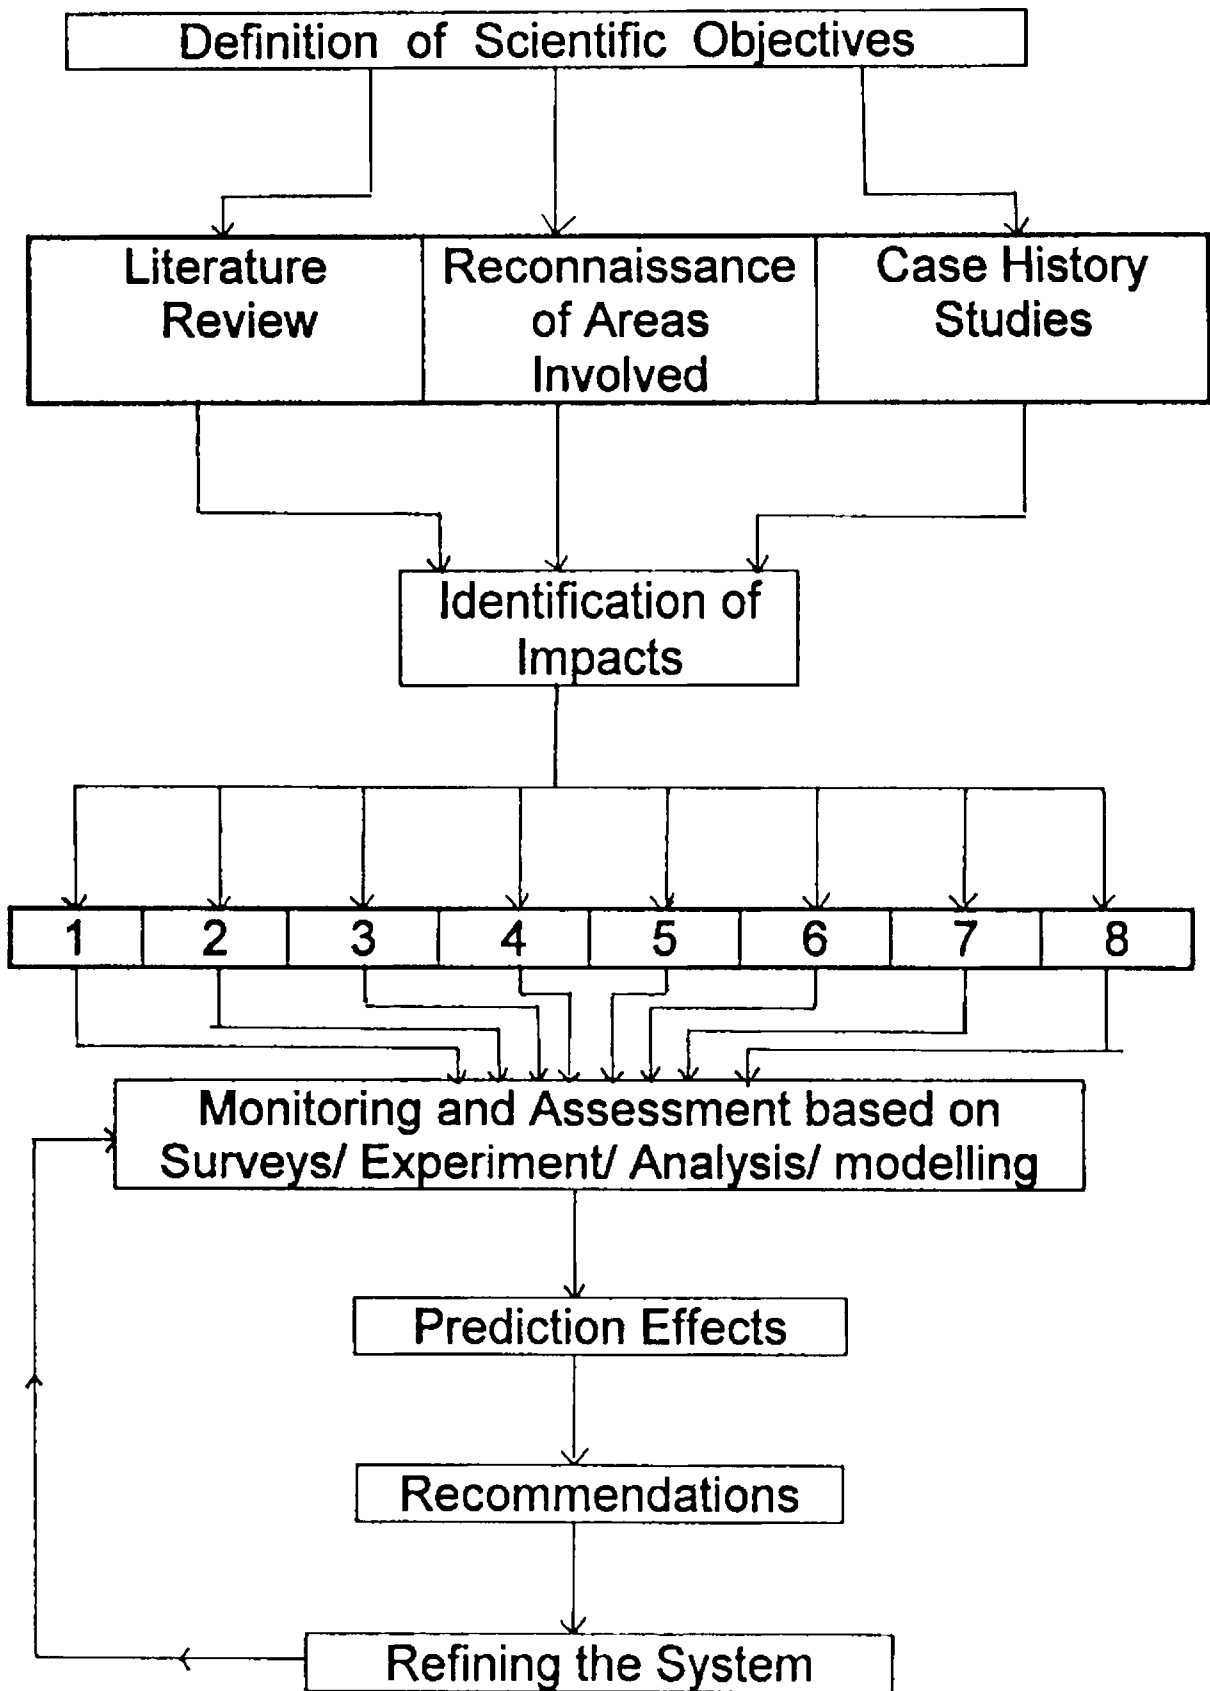 Definition of Scientific Objectives
Literature
Review
Reconnaissance
of Areas
Involved
Case History
Studies
Identification of
Impacts
1 2 3 4 5 6 7 8
Monitoring and Assessment based on
Surveys/ Experiment/ Analysis/ modelling
Prediction Effects
Recommendations
Refining the System